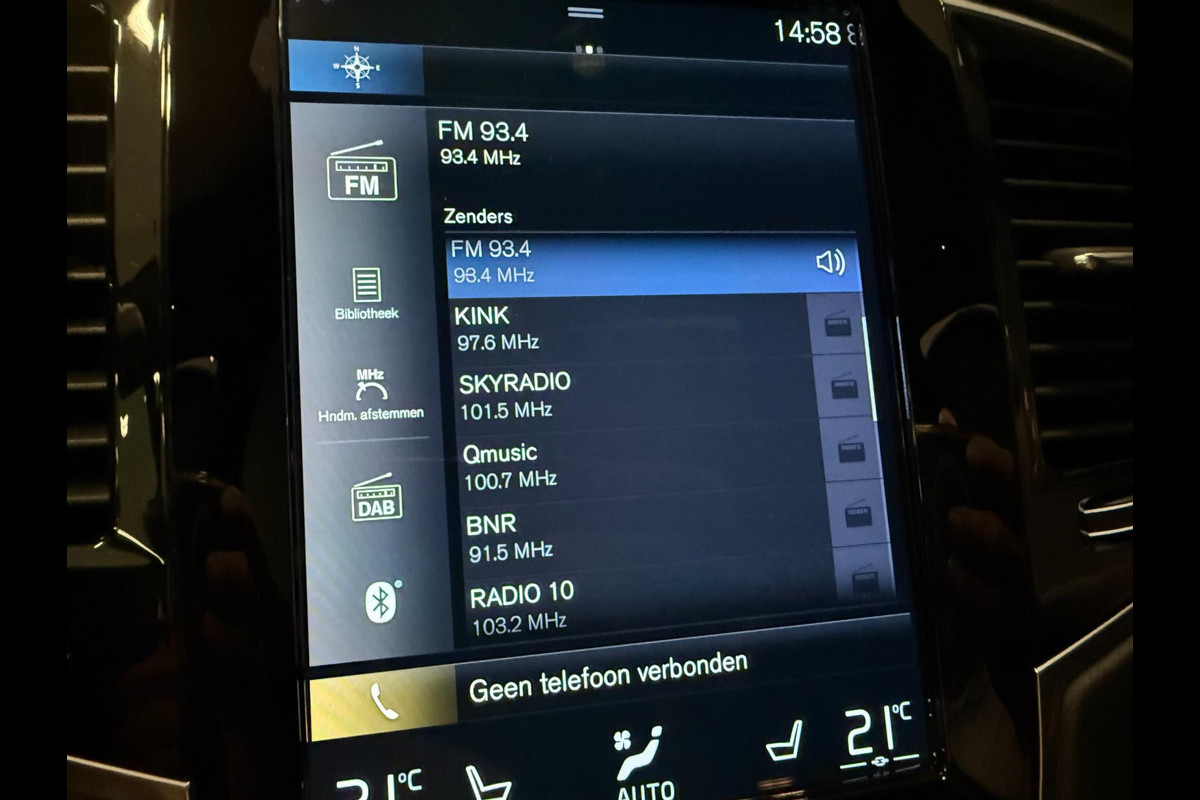 14:58
N
W E
S
FM 93.4
93.4 MHz
FM
Zenders
FM 93.4
93.4 MHz
Bibliotheek
KINK
97.6 MHz
MHz
Hndm. afstemmen
SKYRADIO
101.5 MHz
Qmusic
100.7 MHz
DAB
BNR
91.5 MHz
RADIO 10
103.2 MHz
Geen telefoon verbonden
21°C
AUTO
21°C